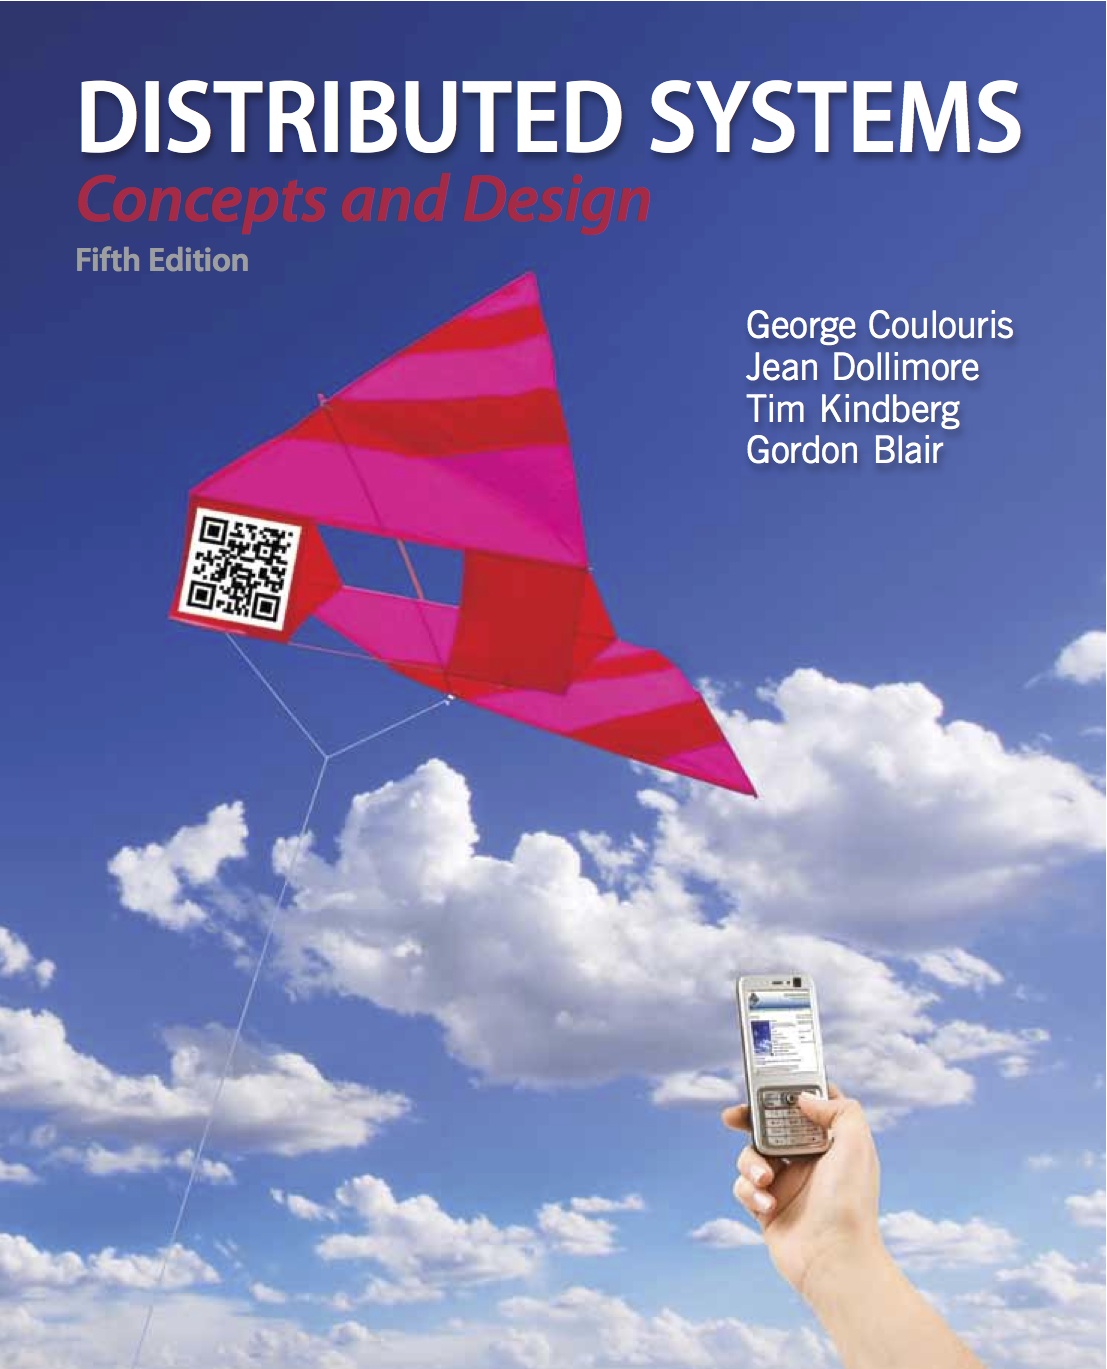 DISTRIBUTED SYSTEMS
Concepts and Design
Fifth Edition
George Coulouris
Jean Dollimore
Tim Kindberg
Gordon Blair